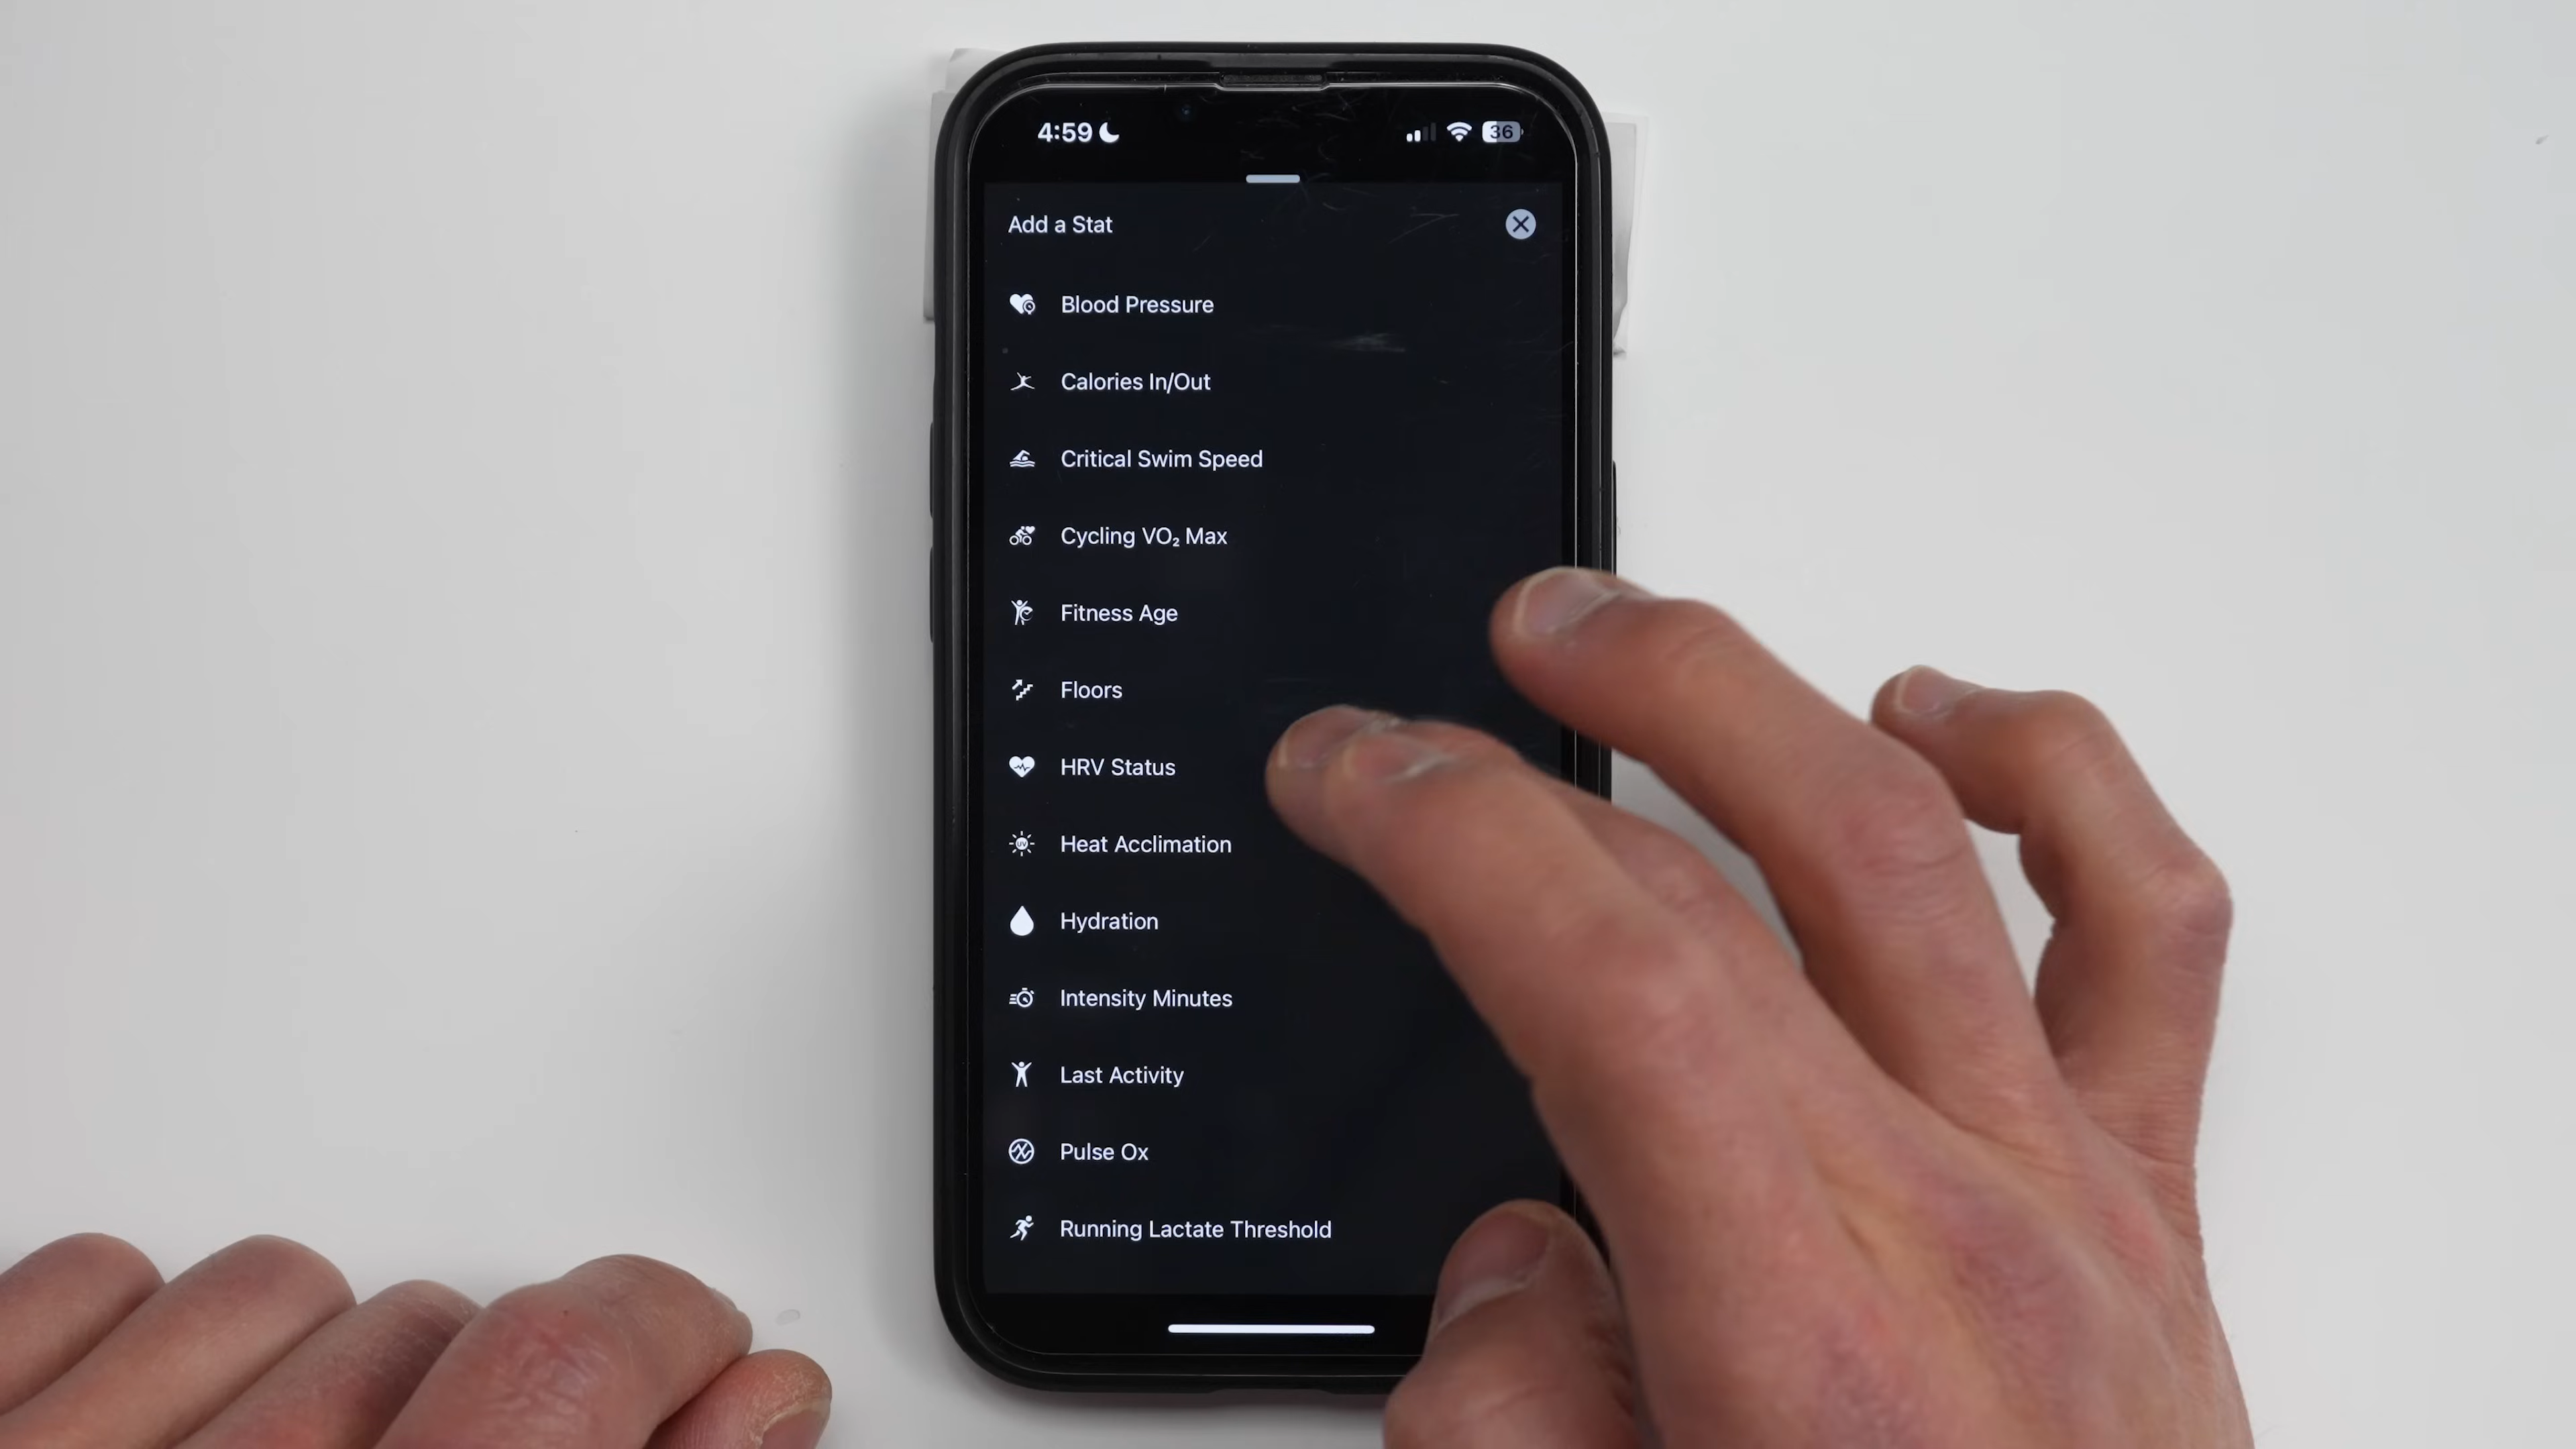 4:59
36
Add a Stat
Blood Pressure
Calories In/Out
Critical Swim Speed
Cycling VO₂ Max
Fitness Age
Floors
HRV Status
Heat Acclimation
Hydration
Intensity Minutes
Last Activity
Pulse Ox
Running Lactate Threshold